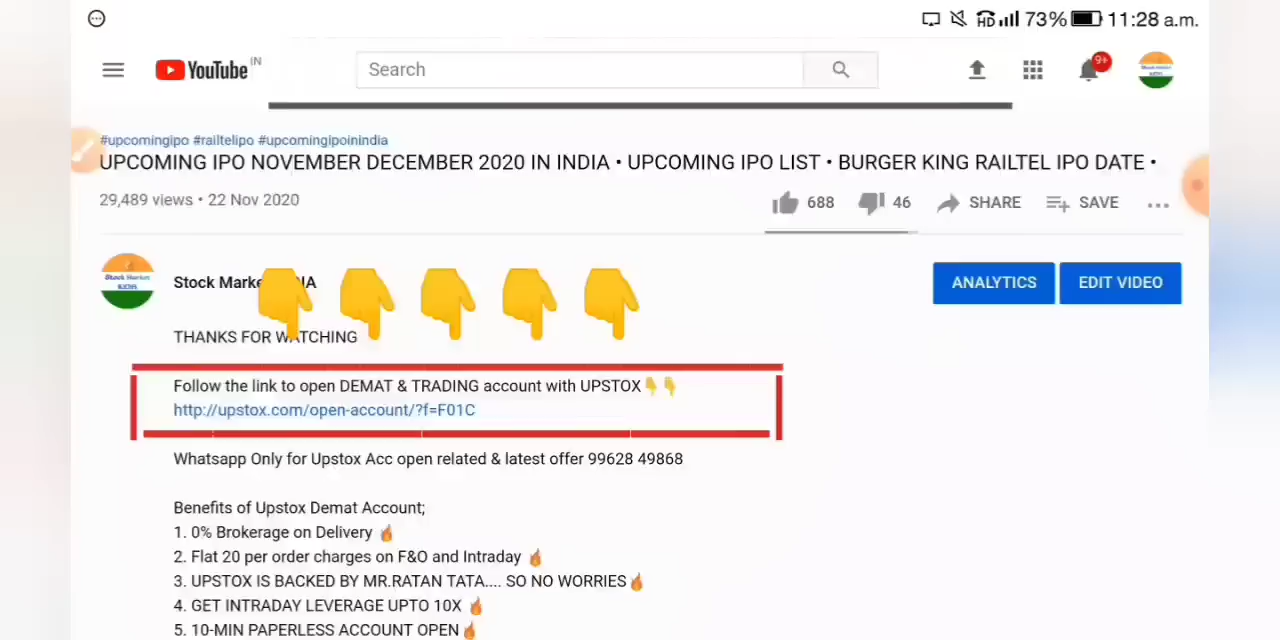 HD 73% 11:28 a.m.
YouTube IN
Search
9+
#upcomingipo #railtelipo #upcomingipoinindia
UPCOMING IPO NOVEMBER DECEMBER 2020 IN INDIA • UPCOMING IPO LIST • BURGER KING RAILTEL IPO DATE •
29,489 views • 22 Nov 2020
688 46 SHARE SAVE
Stock Market
ANALYTICS EDIT VIDEO
THANKS FOR WATCHING
Follow the link to open DEMAT & TRADING account with UPSTOX👇👇
http://upstox.com/open-account/?f=F01C
Whatsapp Only for Upstox Acc open related & latest offer 99628 49868
Benefits of Upstox Demat Account;
1. 0% Brokerage on Delivery 🔥
2. Flat 20 per order charges on F&O and Intraday 🔥
3. UPSTOX IS BACKED BY MR.RATAN TATA.... SO NO WORRIES🔥
4. GET INTRADAY LEVERAGE UPTO 10X 🔥
5. 10-MIN PAPERLESS ACCOUNT OPEN🔥